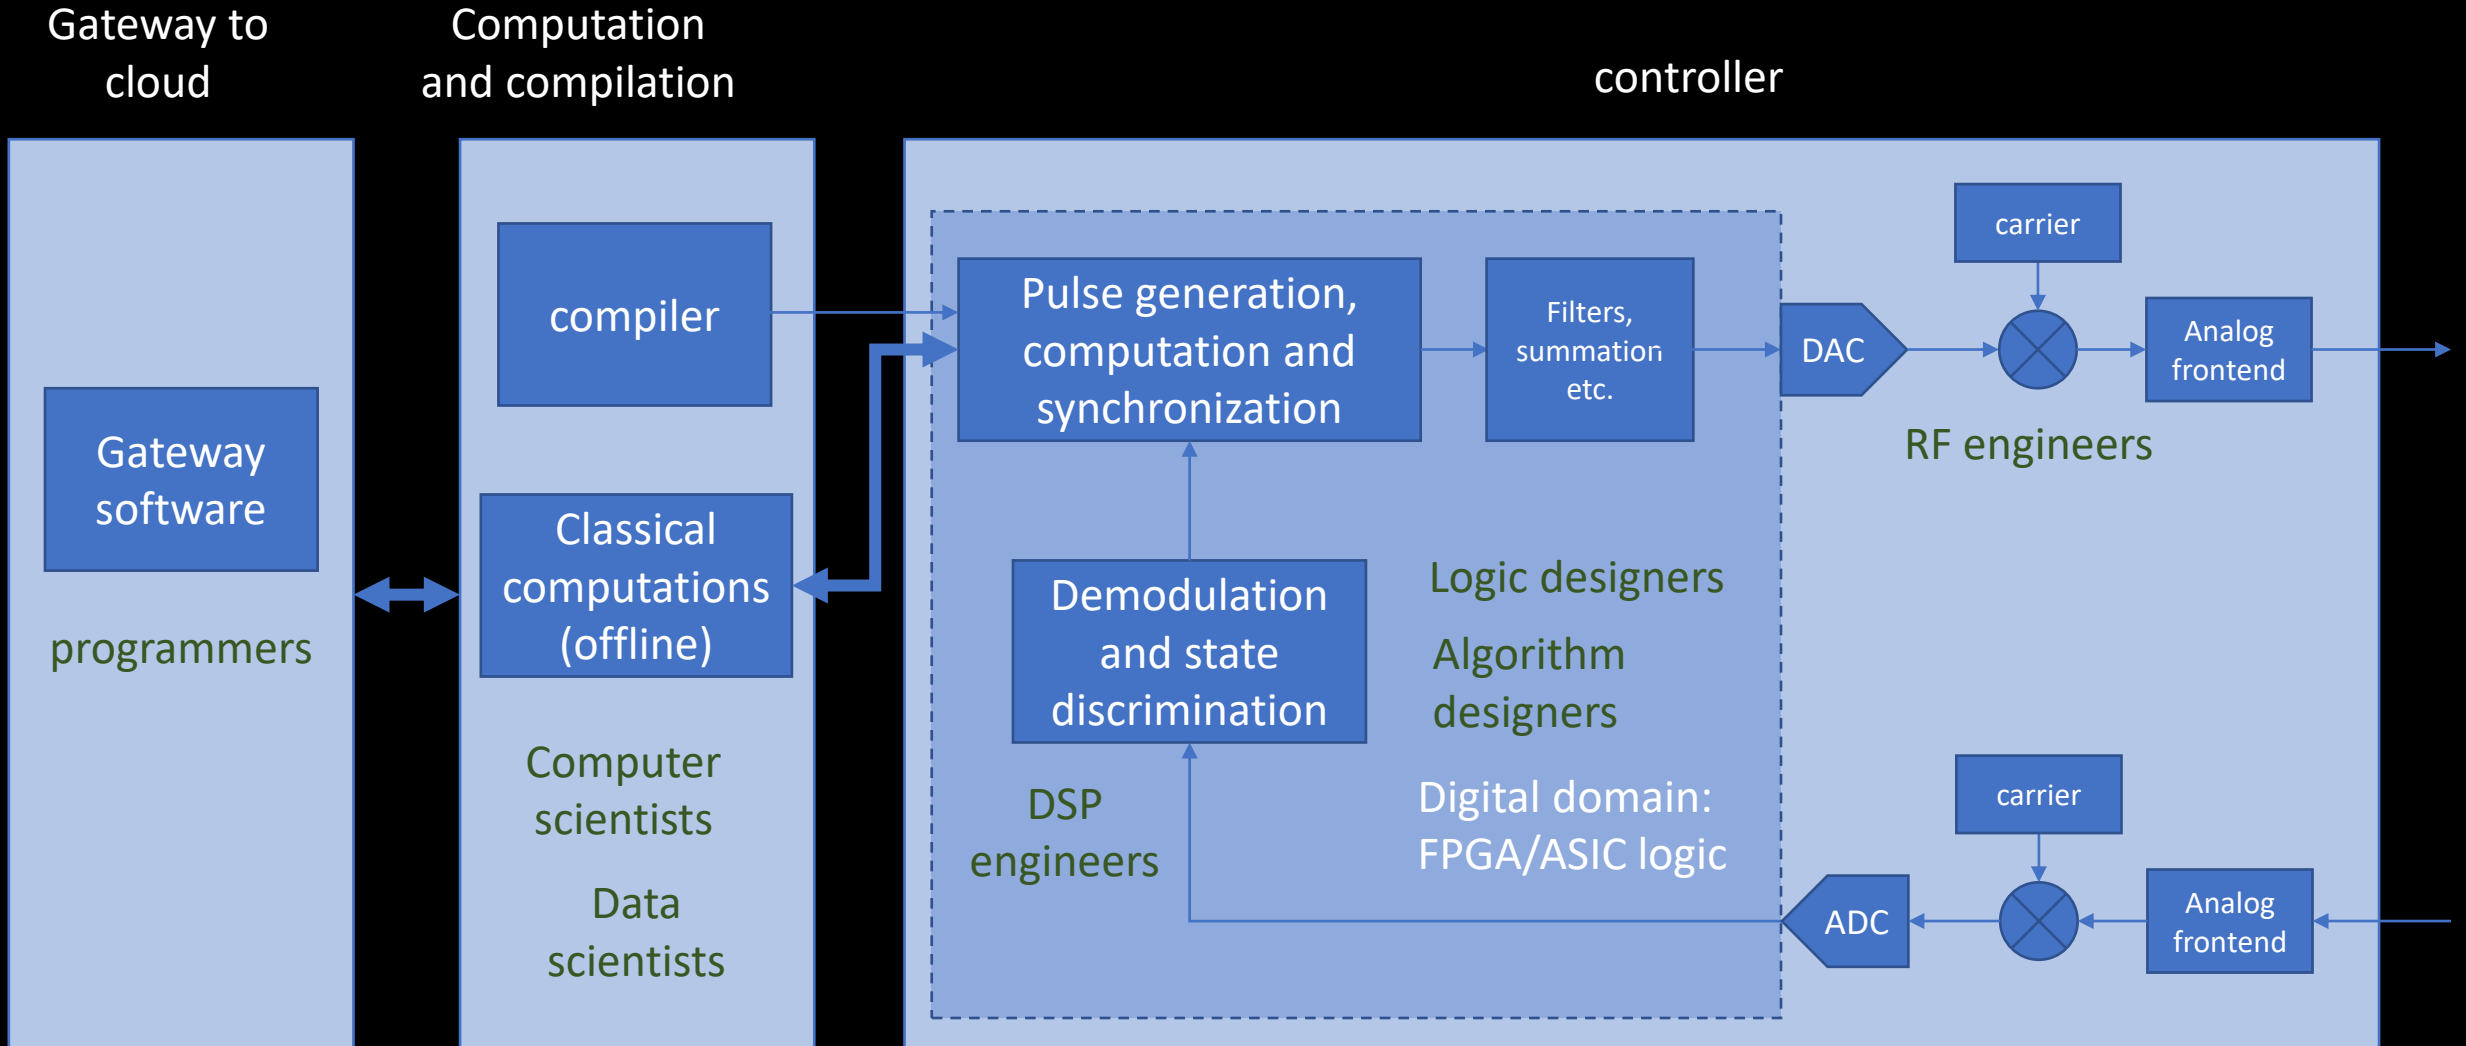 Gateway to
cloud
Computation
and compilation
controller
Gateway
software
programmers
compiler
Classical
computations
(offline)
Computer
scientists
Data
scientists
Pulse generation,
computation and
synchronization
Filters,
summation
etc.
Demodulation
and state
discrimination
Logic designers
Algorithm
designers
DSP
engineers
Digital domain:
FPGA/ASIC logic
DAC
carrier
Analog
frontend
RF engineers
carrier
ADC
Analog
frontend